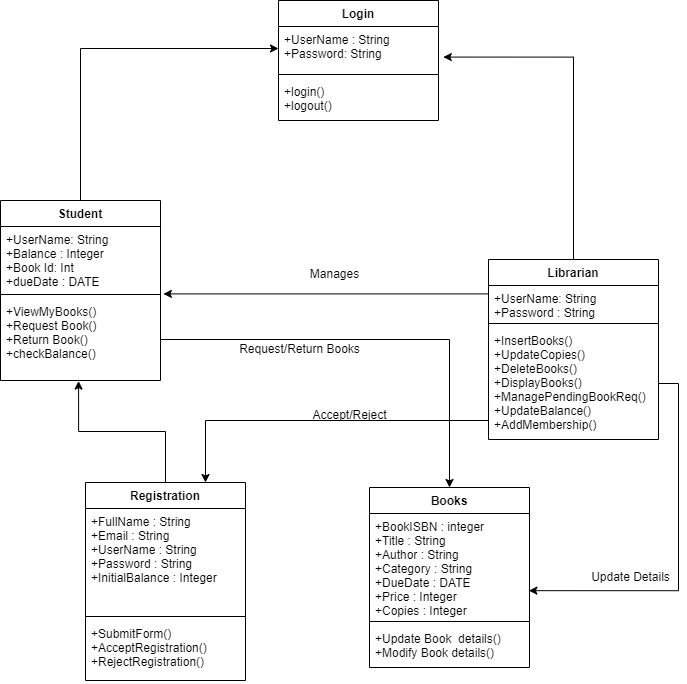 Login
+UserName : String
+Password: String
+login()
+logout()
Student
+UserName: String
+Balance : Integer
+Book Id: Int
+dueDate : DATE
+ViewMyBooks()
+Request Book()
+Return Book()
+checkBalance()
Manages
Librarian
+UserName: String
+Password : String
+InsertBooks()
+UpdateCopies()
+DeleteBooks()
+DisplayBooks()
+ManagePendingBookReq()
+UpdateBalance()
+AddMembership()
Request/Return Books
Accept/Reject
Registration
+FullName : String
+Email : String
+UserName : String
+Password : String
+InitialBalance : Integer
+SubmitForm()
+AcceptRegistration()
+RejectRegistration()
Books
+BookISBN : integer
+Title : String
+Author : String
+Category : String
+DueDate : DATE
+Price : Integer
+Copies : Integer
+Update Book  details()
+Modify Book details()
Update Details